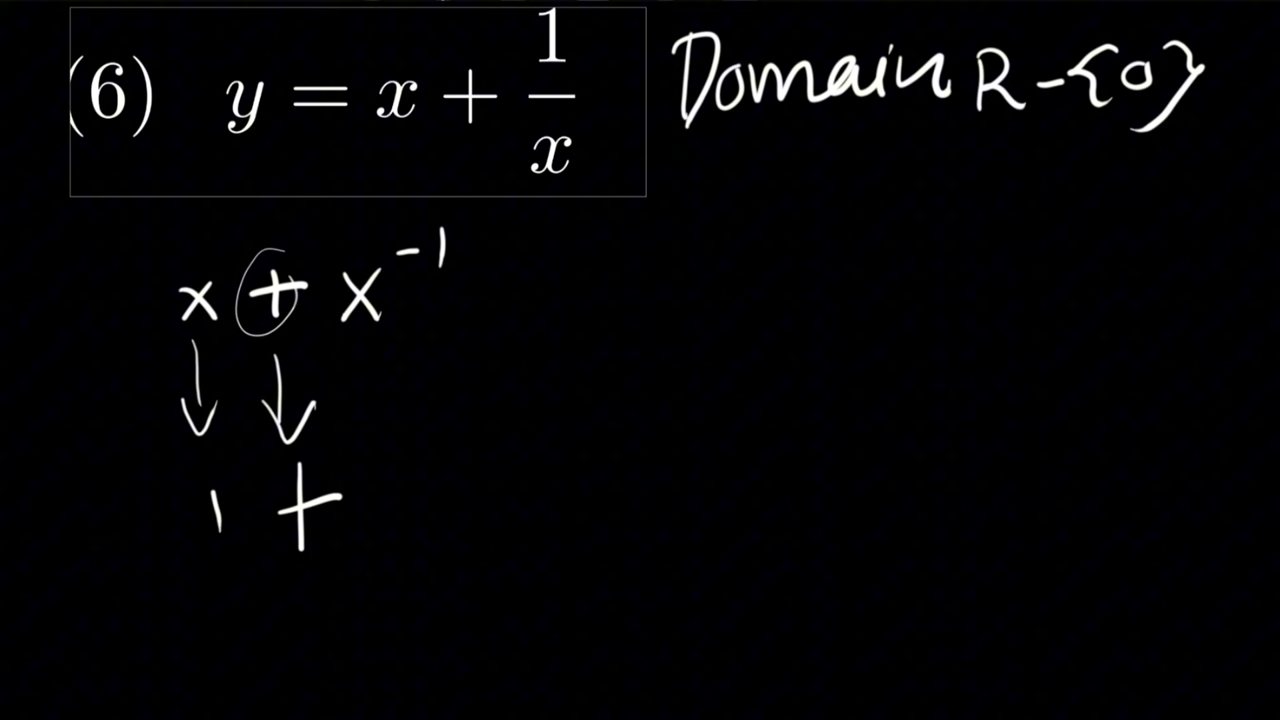 (6) y = x + 1/x Domain R-{0}
x + x⁻¹
1 +